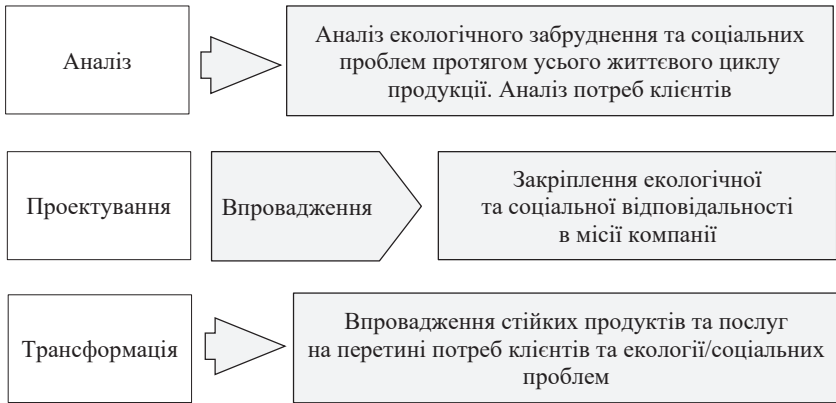 Аналіз
Аналіз екологічного забруднення та соціальних
проблем протягом усього життєвого циклу
продукції. Аналіз потреб клієнтів
Проектування
Впровадження
Закріплення екологічної
та соціальної відповідальності
в місії компанії
Трансформація
Впровадження стійких продуктів та послуг
на перетині потреб клієнтів та екології/соціальних
проблем